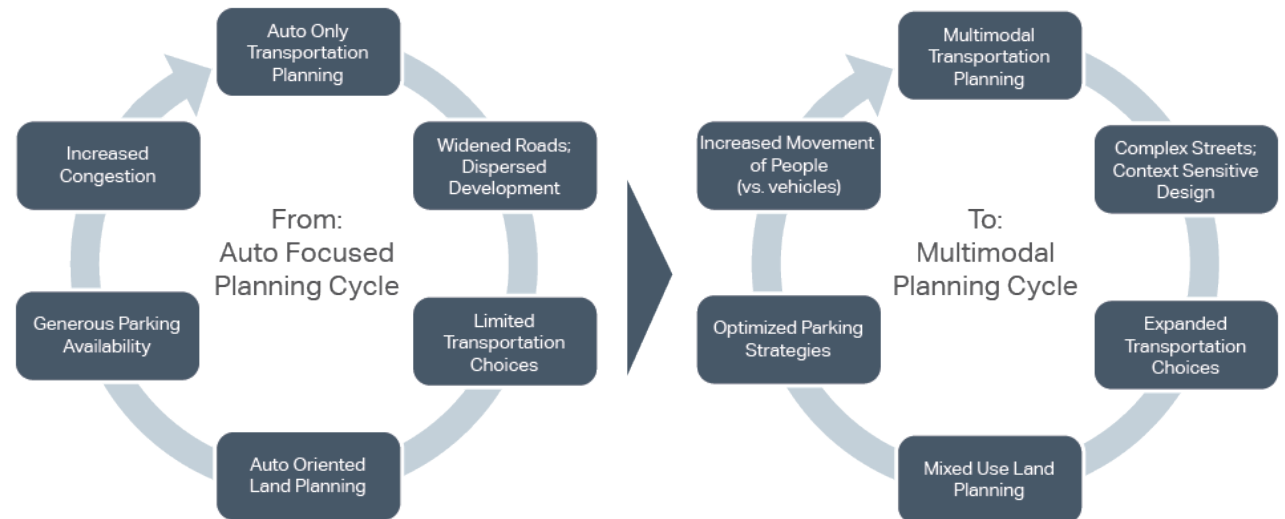 Auto Only
Transportation
Planning
Widened Roads;
Dispersed
Development
Limited
Transportation
Choices
Auto Oriented
Land Planning
Generous Parking
Availability
Increased
Congestion
From:
Auto Focused
Planning Cycle
Multimodal
Transportation
Planning
Complex Streets;
Context Sensitive
Design
Expanded
Transportation
Choices
Mixed Use Land
Planning
Optimized Parking
Strategies
Increased Movement
of People
(vs. vehicles)
To:
Multimodal
Planning Cycle